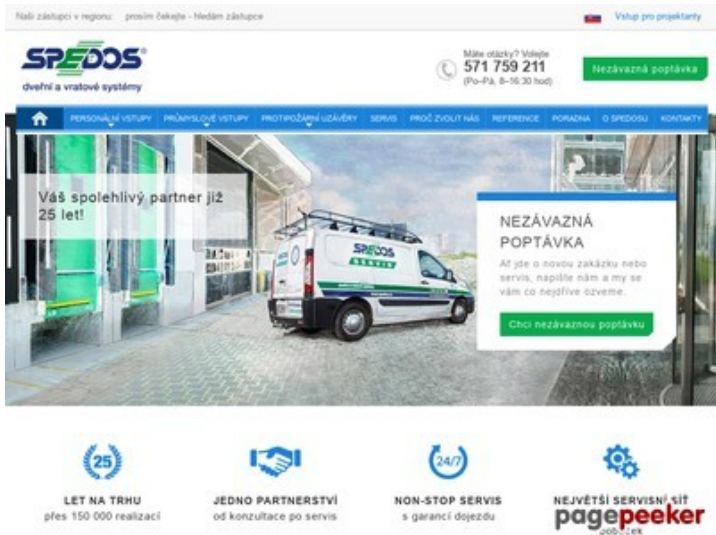 Naši zástupci v regionu: prosím čekejte - hledám zástupce
Vstup pro projektanty
SPEDOS
dveřní a vratové systémy
Máte otázky? Volejte
571 759 211
(Po–Pá, 8–16:30 hod)
Nezávazná poptávka
PERSONÁLNÍ VSTUPY PRŮMYSLOVÉ VSTUPY PROTIPOŽÁRNÍ UZÁVĚRY SERVIS PROČ ZVOLIT NÁS REFERENCE PORADNA O SPEDOSU KONTAKTY
Váš spolehlivý partner již
25 let!
SPEDOS
SERVIS
NEZÁVAZNÁ
POPTÁVKA
Ať jde o novou zakázku nebo
servis, napište nám a my se
vám co nejdříve ozveme.
Chci nezávaznou poptávku
25
24/7
LET NA TRHU
přes 150 000 realizací
JEDNO PARTNERSTVÍ
od konzultace po servis
NON-STOP SERVIS
s garancí dojezdu
NEJVĚTŠÍ SERVISNÍ SÍŤ
pagepeeker
poboček